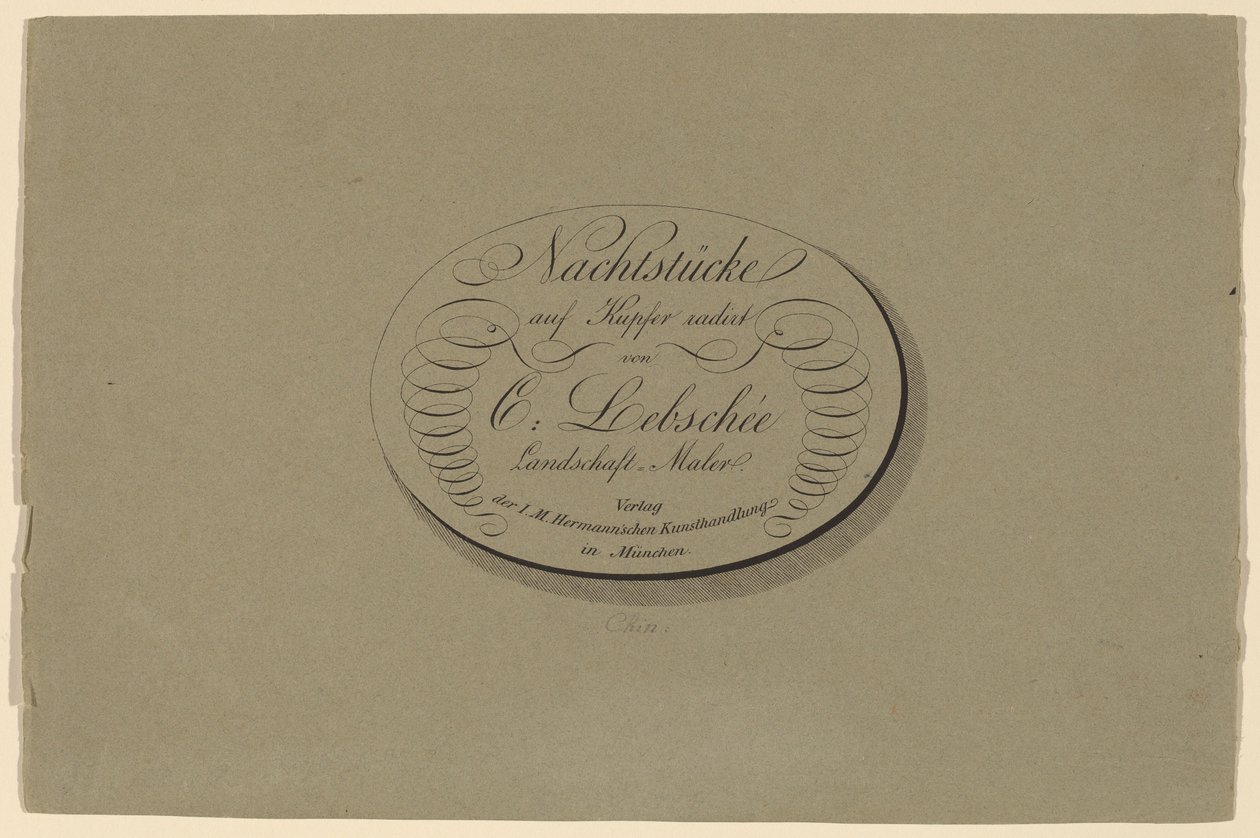 Nachtstücke
auf Kupfer radirt
von
C: Lebschée
Landschaft=Maler.
Verlag
der I. M. Hermann'schen Kunsthandlung
in München.
Chin: